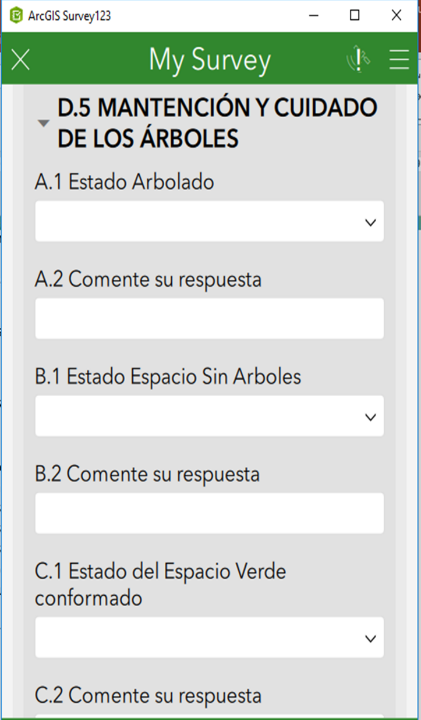 ArcGIS Survey123
My Survey
D.5 MANTENCIÓN Y CUIDADO
DE LOS ÁRBOLES
A.1 Estado Arbolado
A.2 Comente su respuesta
B.1 Estado Espacio Sin Arboles
B.2 Comente su respuesta
C.1 Estado del Espacio Verde
conformado
C.2 Comente su respuesta